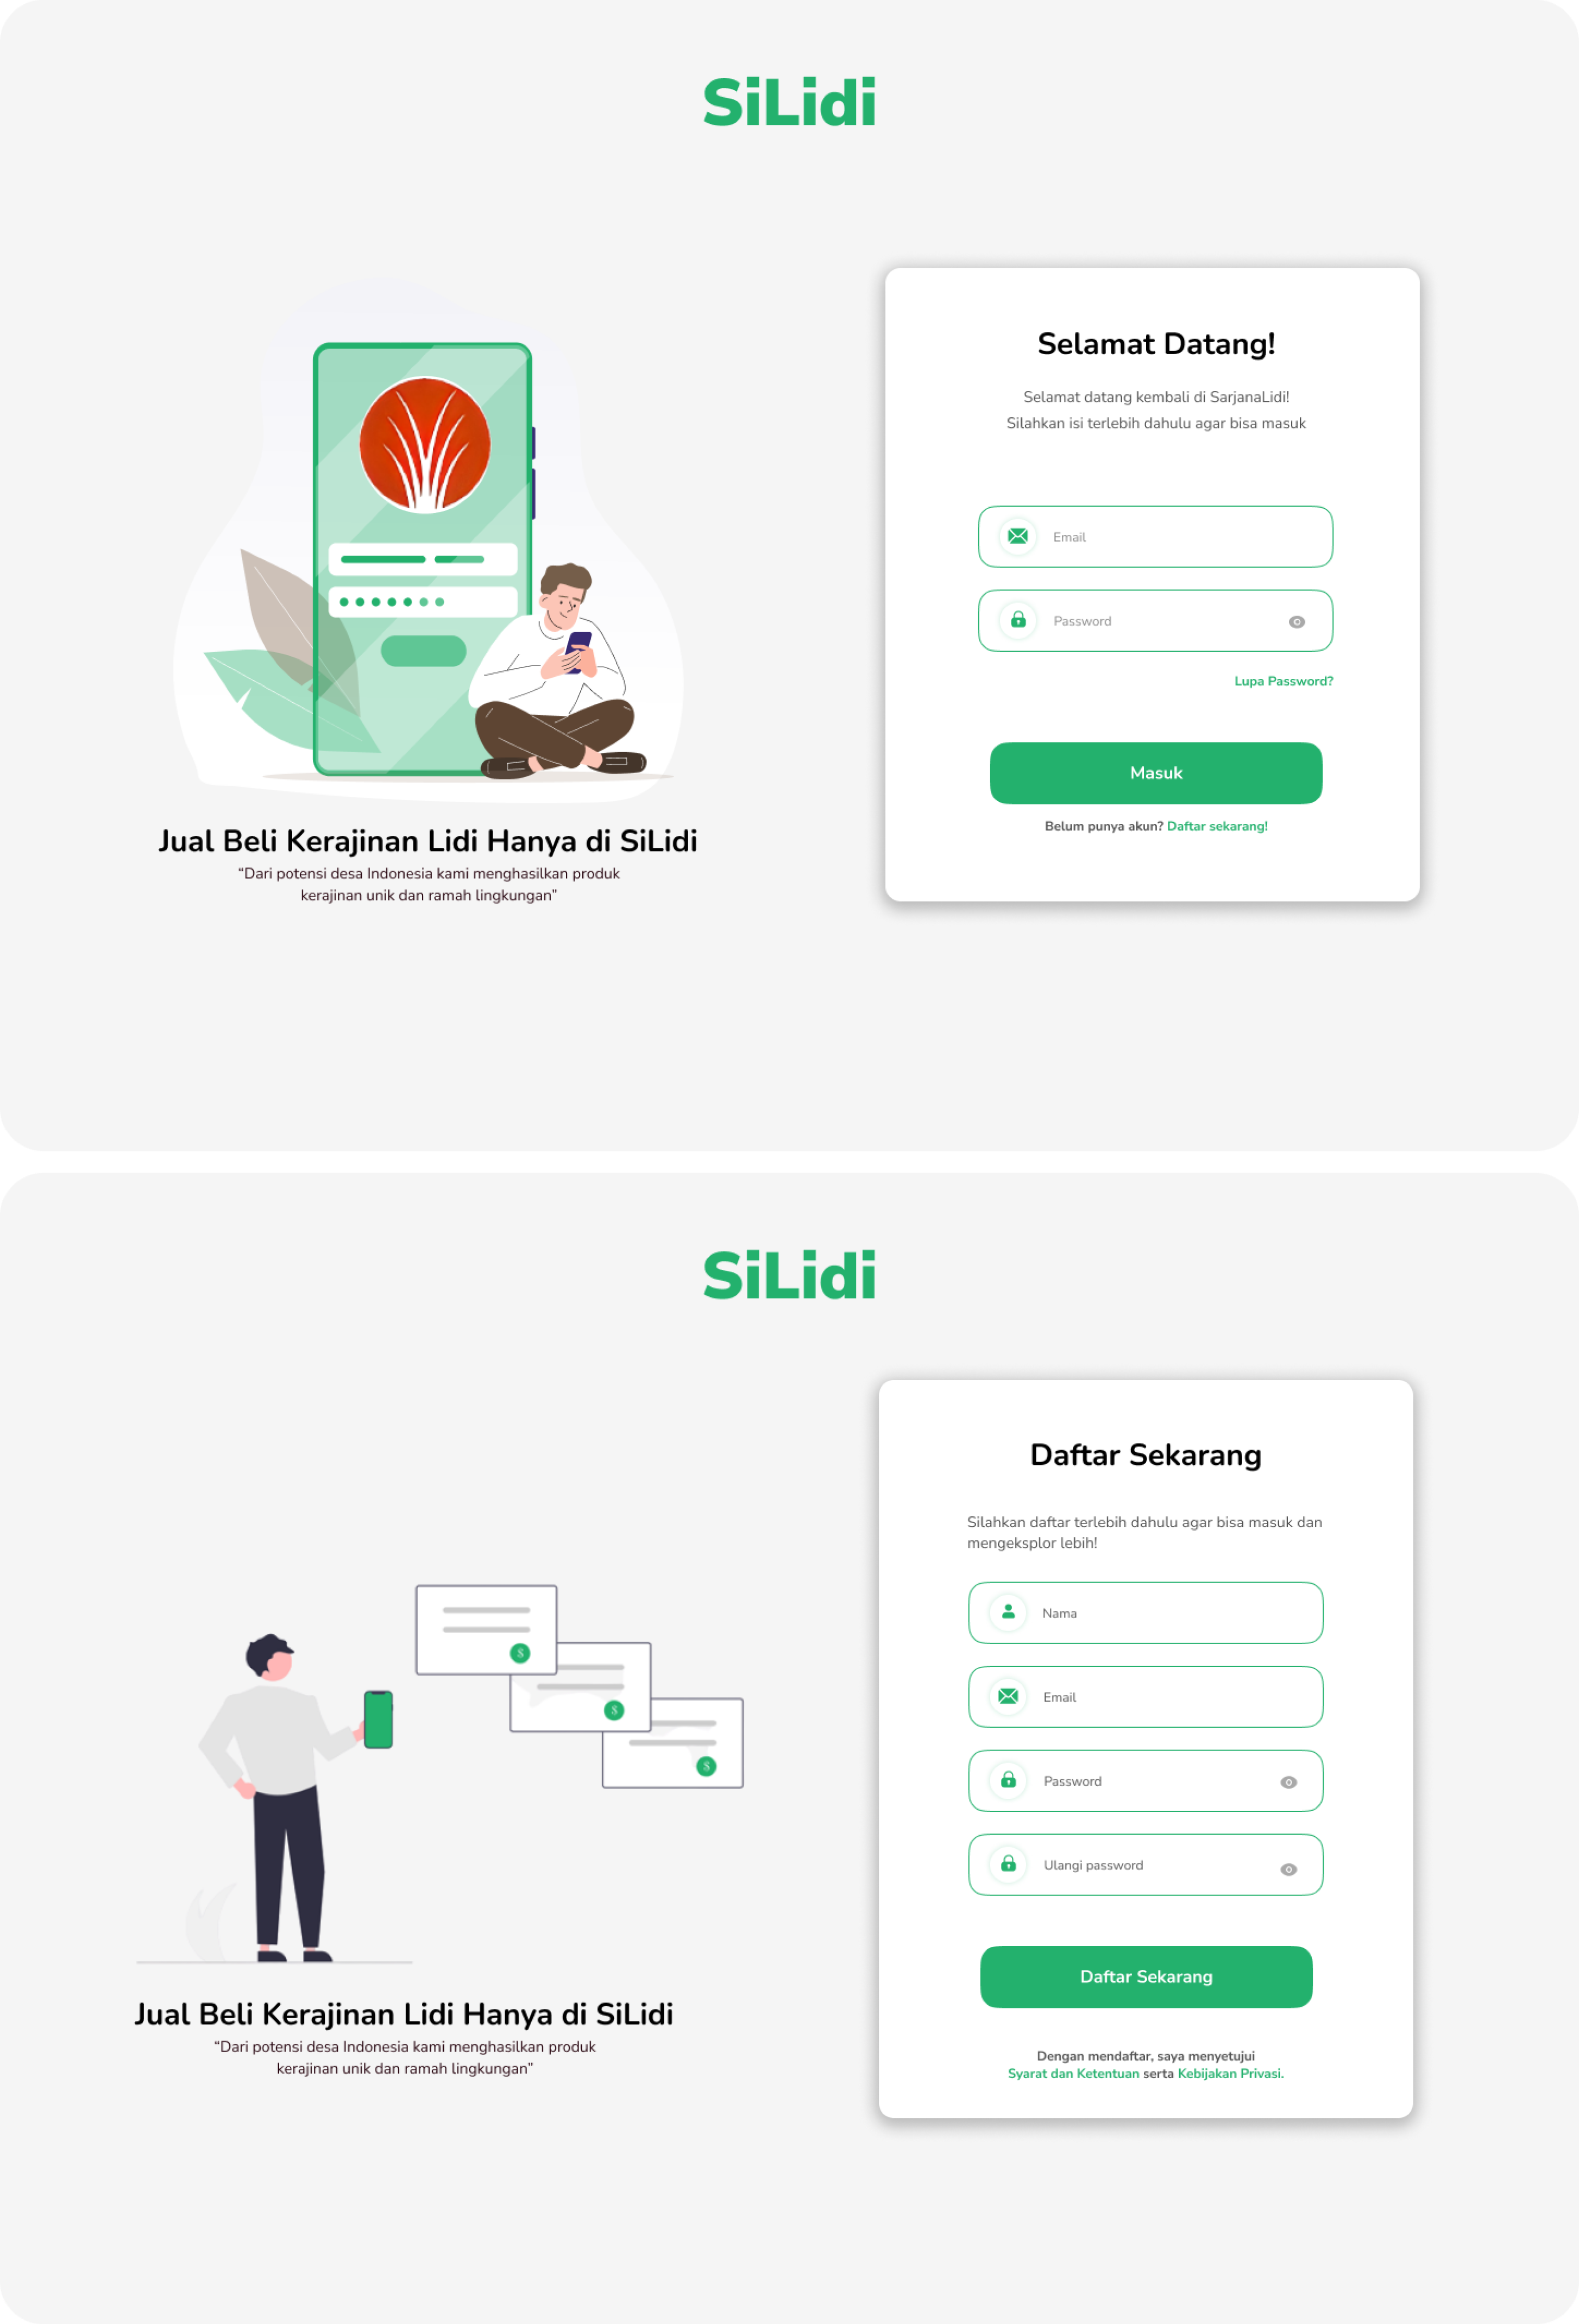 SiLidi
Selamat Datang!
Selamat datang kembali di SarjanaLidi!
Silahkan isi terlebih dahulu agar bisa masuk
Email
Password
Lupa Password?
Masuk
Belum punya akun? Daftar sekarang!
Jual Beli Kerajinan Lidi Hanya di SiLidi
“Dari potensi desa Indonesia kami menghasilkan produk
kerajinan unik dan ramah lingkungan”
SiLidi
Daftar Sekarang
Silahkan daftar terlebih dahulu agar bisa masuk dan
mengeksplor lebih!
Nama
Email
Password
Ulangi password
Daftar Sekarang
Dengan mendaftar, saya menyetujui
Syarat dan Ketentuan serta Kebijakan Privasi.
$
$
$
Jual Beli Kerajinan Lidi Hanya di SiLidi
“Dari potensi desa Indonesia kami menghasilkan produk
kerajinan unik dan ramah lingkungan”